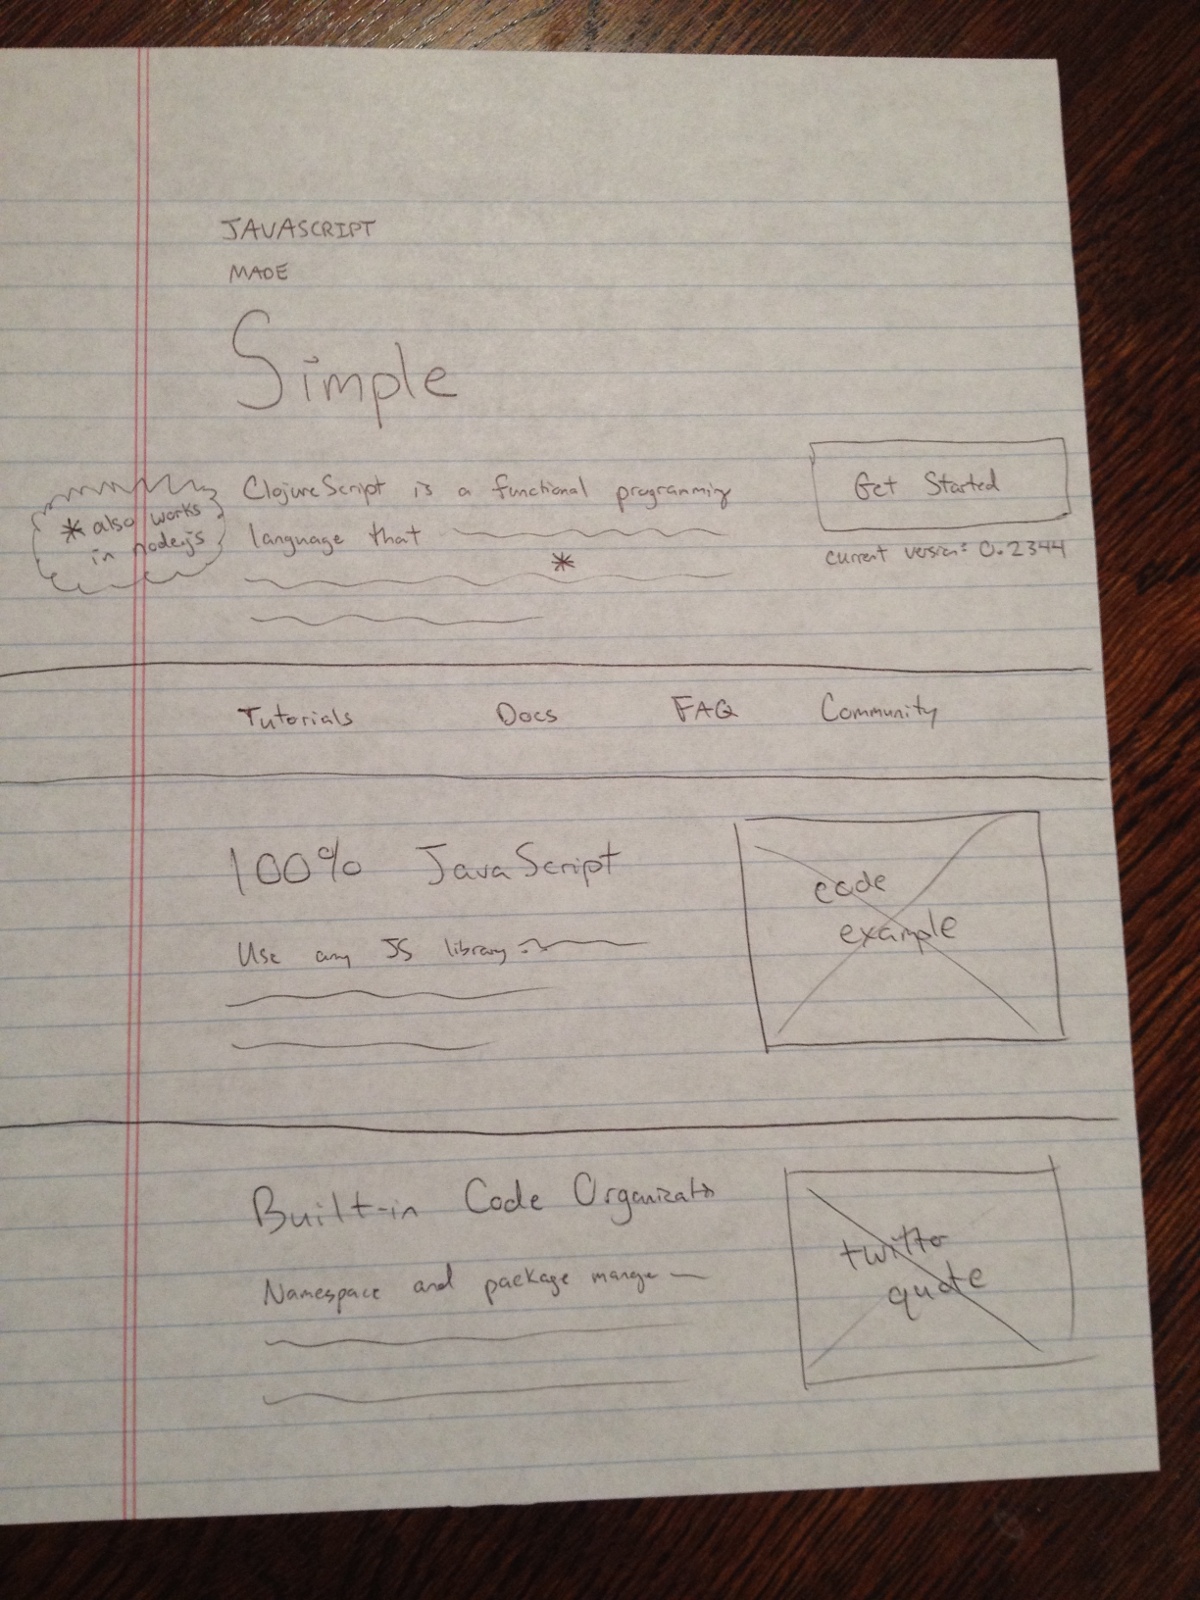 JAVASCRIPT
MADE
Simple
ClojureScript is a functional programming
language that
*
* also works
in nodejs
Get Started
current version: 0.2344
Tutorials Docs FAQ Community
100% JavaScript
Use any JS library
code
example
Built-in Code Organizatn
Namespace and package mange
twitter
quote